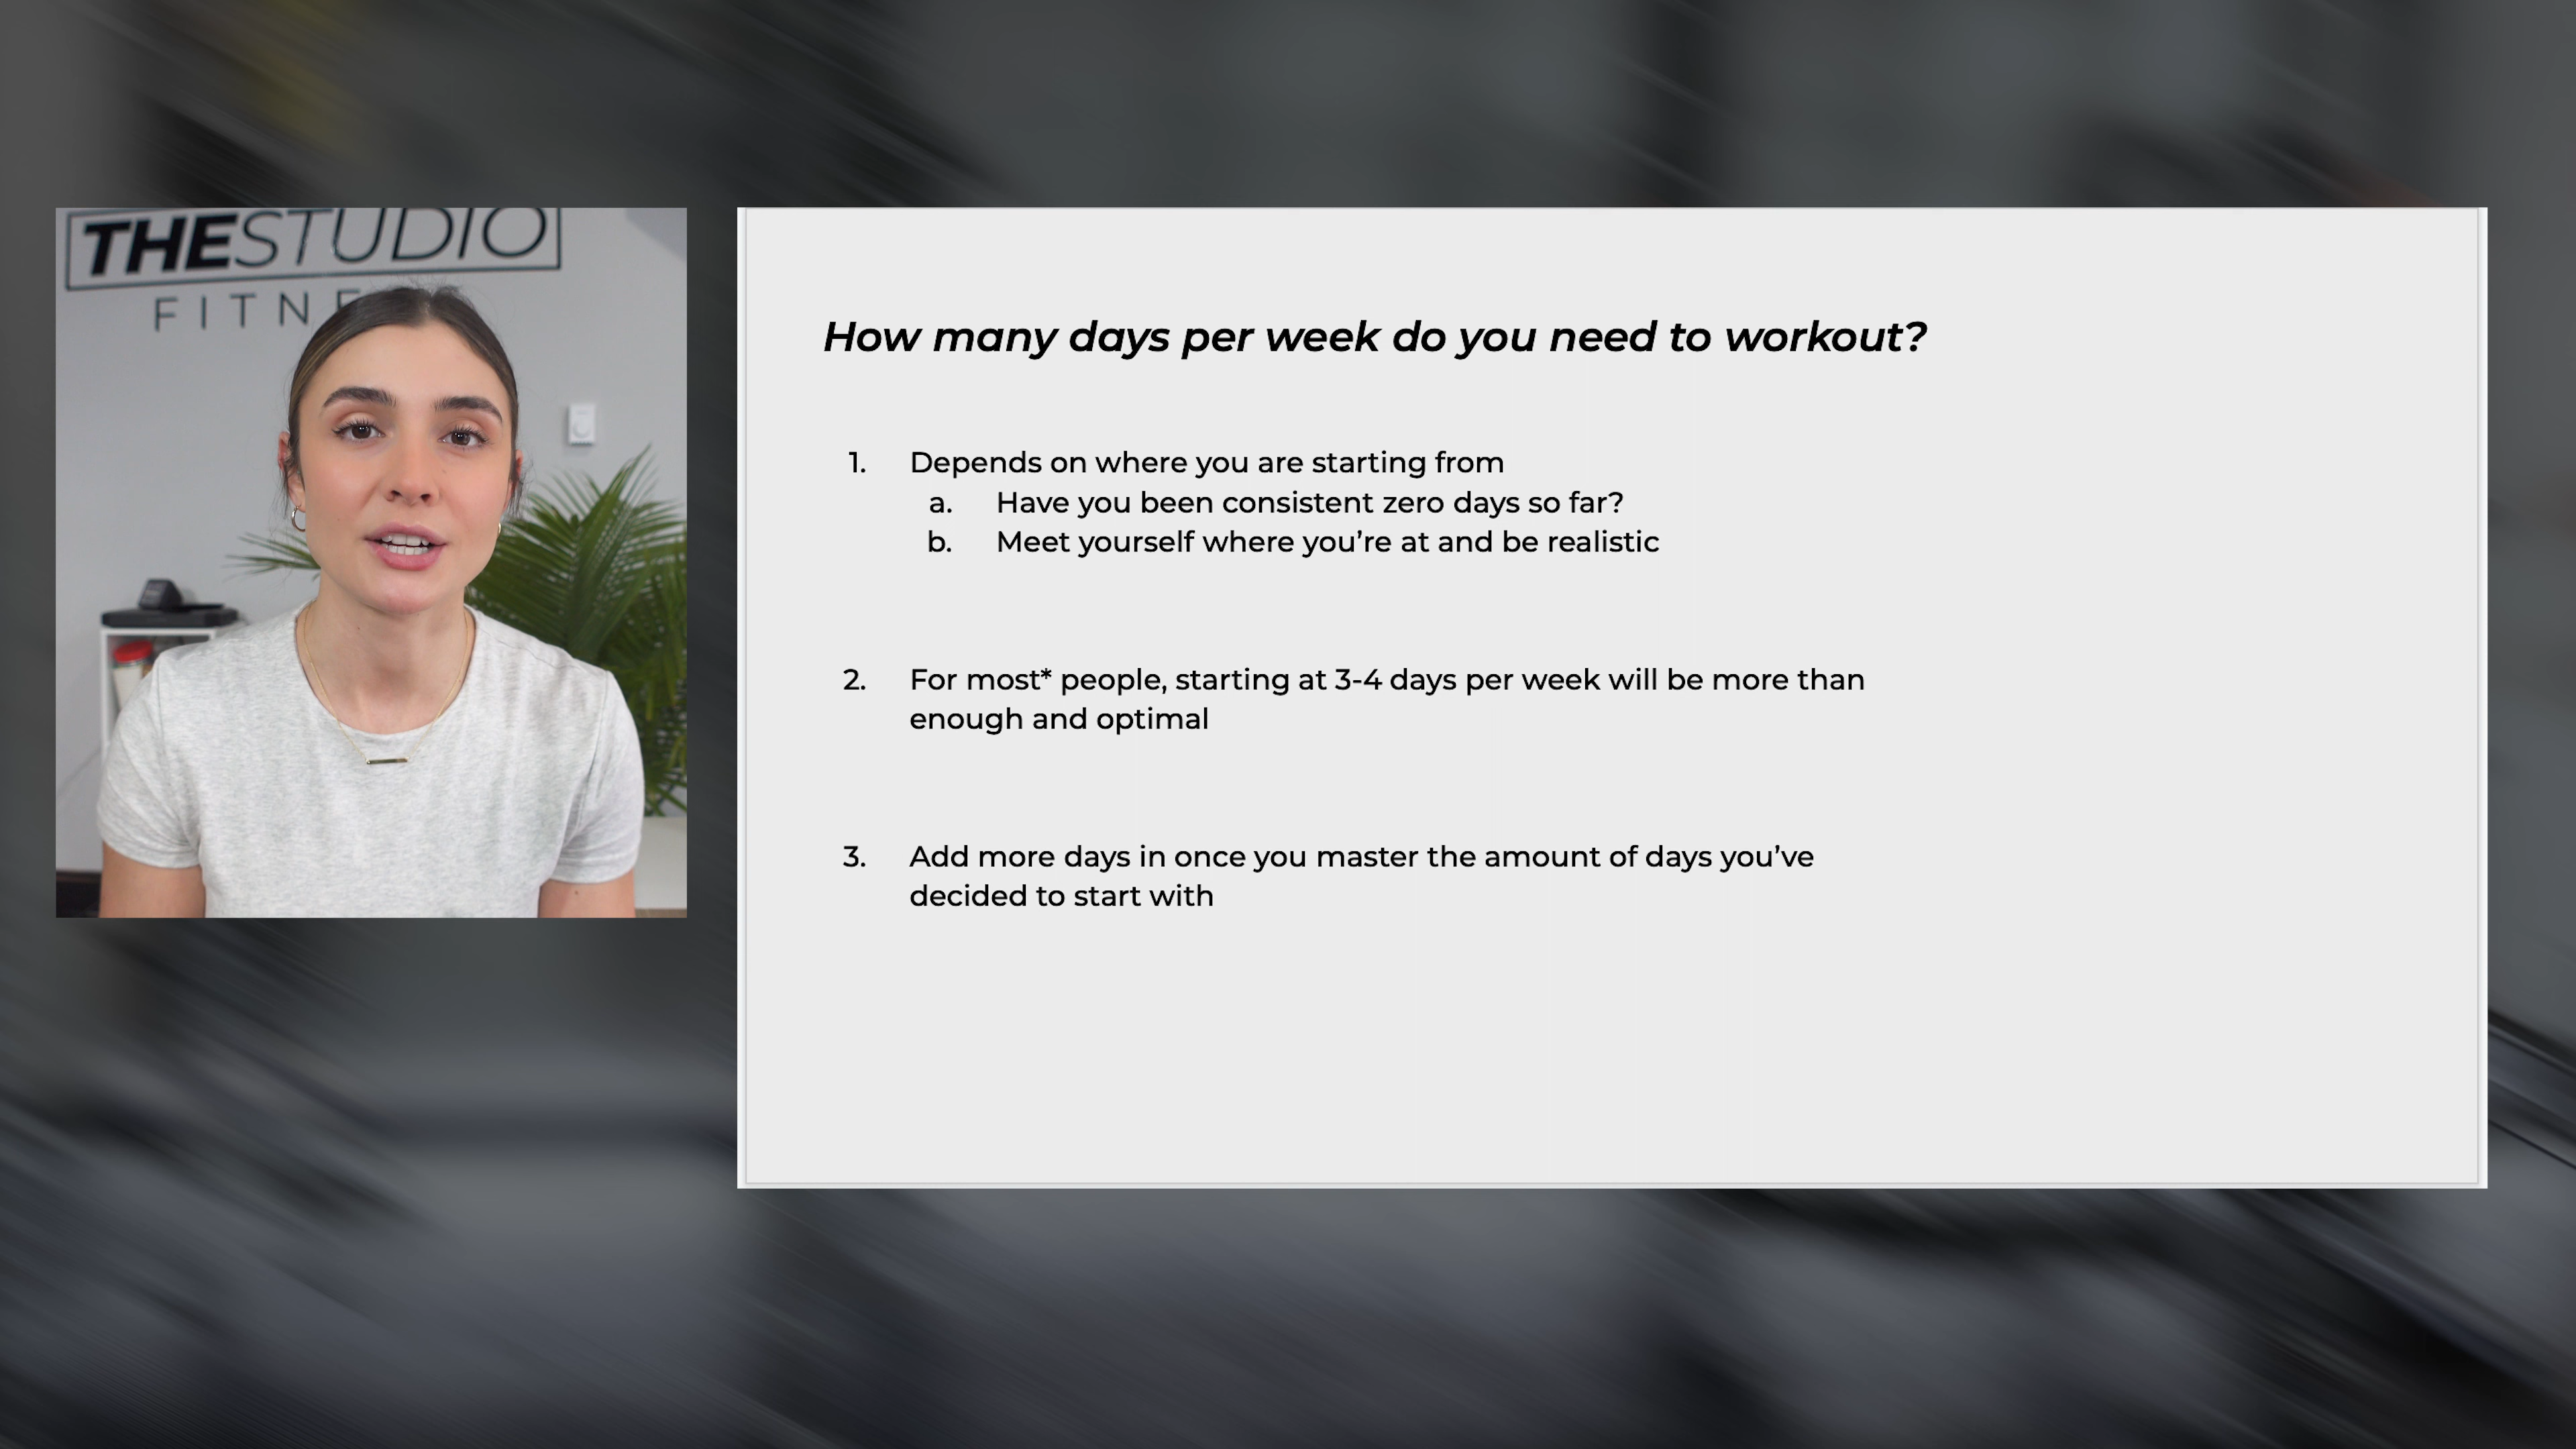 THESTUDIO
FITNE
How many days per week do you need to workout?
1. Depends on where you are starting from
a. Have you been consistent zero days so far?
b. Meet yourself where you’re at and be realistic
2. For most* people, starting at 3-4 days per week will be more than
enough and optimal
3. Add more days in once you master the amount of days you’ve
decided to start with